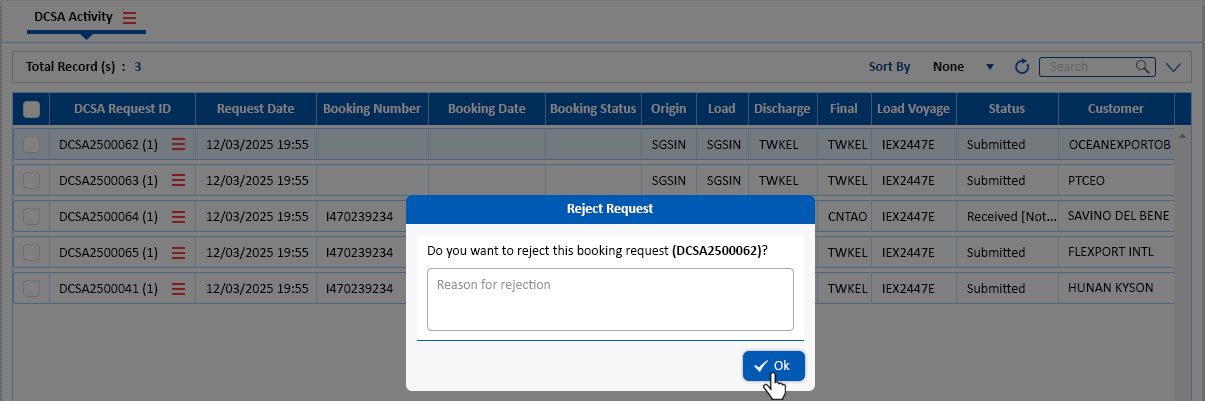 DCSA Activity
Total Record (s) : 3 Sort By None Search
DCSA Request ID Request Date Booking Number Booking Date Booking Status Origin Load Discharge Final Load Voyage Status Customer
DCSA2500062 (1) 12/03/2025 19:55 SGSIN SGSIN TWKEL TWKEL IEX2447E Submitted OCEANEXPORTOB
DCSA2500063 (1) 12/03/2025 19:55 SGSIN SGSIN TWKEL TWKEL IEX2447E Submitted PTCEO
DCSA2500064 (1) 12/03/2025 19:55 I470239234 CNTAO IEX2447E Received [Not... SAVINO DEL BENE
DCSA2500065 (1) 12/03/2025 19:55 I470239234 TWKEL IEX2447E Submitted FLEXPORT INTL
DCSA2500041 (1) 12/03/2025 19:55 I470239234 TWKEL IEX2447E Submitted HUNAN KYSON
Reject Request
Do you want to reject this booking request (DCSA2500062)?
Reason for rejection
Ok